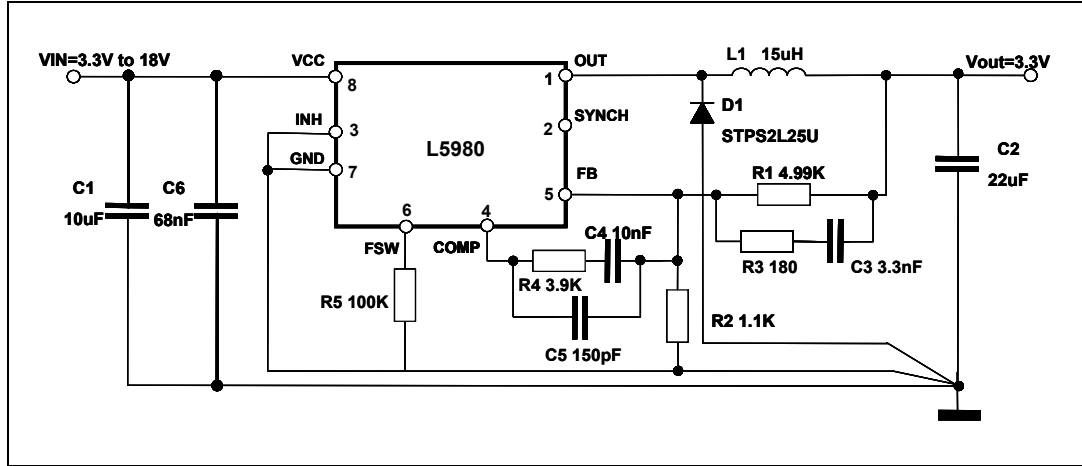 VIN=3.3V to 18V
VCC
8
INH
3
GND
7
L5980
OUT
1
SYNCH
2
FB
5
6
FSW
4
COMP
L1 15uH
Vout=3.3V
D1
STPS2L25U
C1
10uF
C6
68nF
C2
22uF
R1 4.99K
R3 180
C3 3.3nF
C4 10nF
R4 3.9K
C5 150pF
R5 100K
R2 1.1K